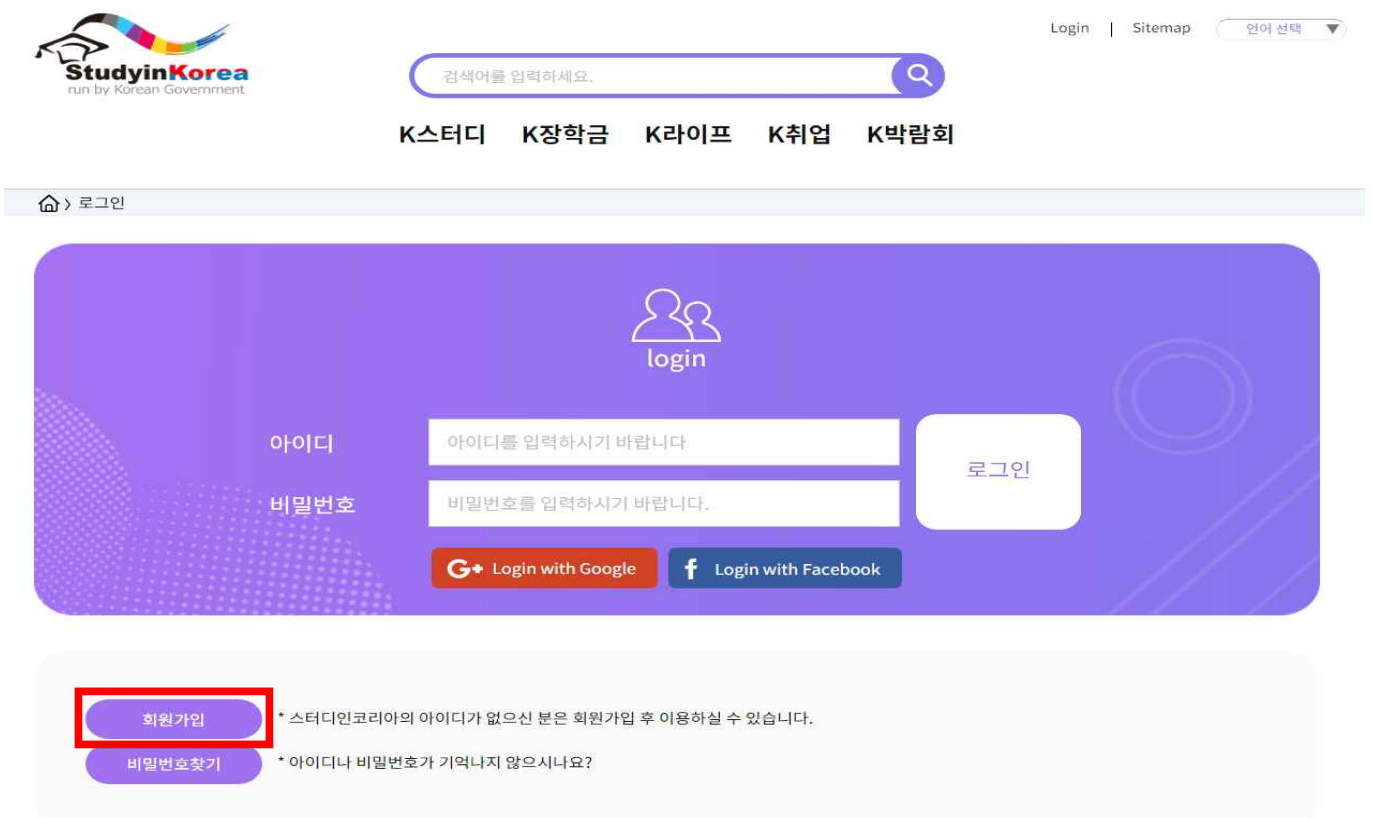 Login | Sitemap 언어 선택 ▼
StudyinKorea
run by Korean Government
검색어를 입력하세요.
K스터디 K장학금 K라이프 K취업 K박람회
로그인
login
아이디 아이디를 입력하시기 바랍니다
로그인
비밀번호 비밀번호를 입력하시기 바랍니다.
G+ Login with Google f Login with Facebook
회원가입 * 스터디인코리아의 아이디가 없으신 분은 회원가입 후 이용하실 수 있습니다.
비밀번호찾기 * 아이디나 비밀번호가 기억나지 않으시나요?